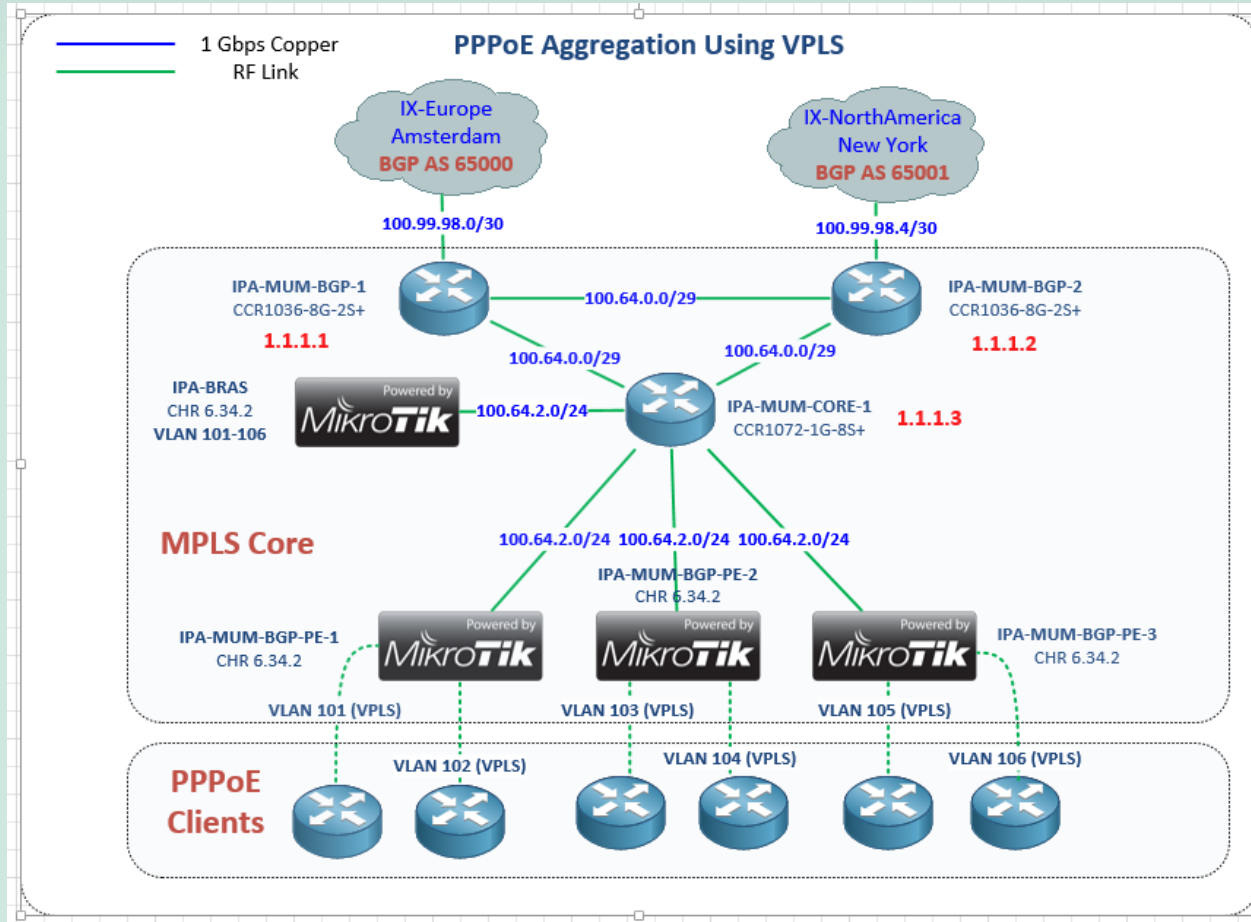 PPPoE Aggregation Using VPLS
1 Gbps Copper
RF Link
IX-Europe
Amsterdam
BGP AS 65000
IX-NorthAmerica
New York
BGP AS 65001
100.99.98.0/30
100.99.98.4/30
IPA-MUM-BGP-1
CCR1036-8G-2S+
1.1.1.1
100.64.0.0/29
IPA-MUM-BGP-2
CCR1036-8G-2S+
1.1.1.2
100.64.0.0/29
100.64.0.0/29
IPA-BRAS
CHR 6.34.2
VLAN 101-106
Powered by
MikroTik
100.64.2.0/24
IPA-MUM-CORE-1
CCR1072-1G-8S+
1.1.1.3
MPLS Core
100.64.2.0/24
100.64.2.0/24
100.64.2.0/24
IPA-MUM-BGP-PE-2
CHR 6.34.2
IPA-MUM-BGP-PE-1
CHR 6.34.2
Powered by
MikroTik
Powered by
MikroTik
Powered by
MikroTik
IPA-MUM-BGP-PE-3
CHR 6.34.2
VLAN 101 (VPLS)
VLAN 103 (VPLS)
VLAN 105 (VPLS)
VLAN 102 (VPLS)
VLAN 104 (VPLS)
VLAN 106 (VPLS)
PPPoE
Clients